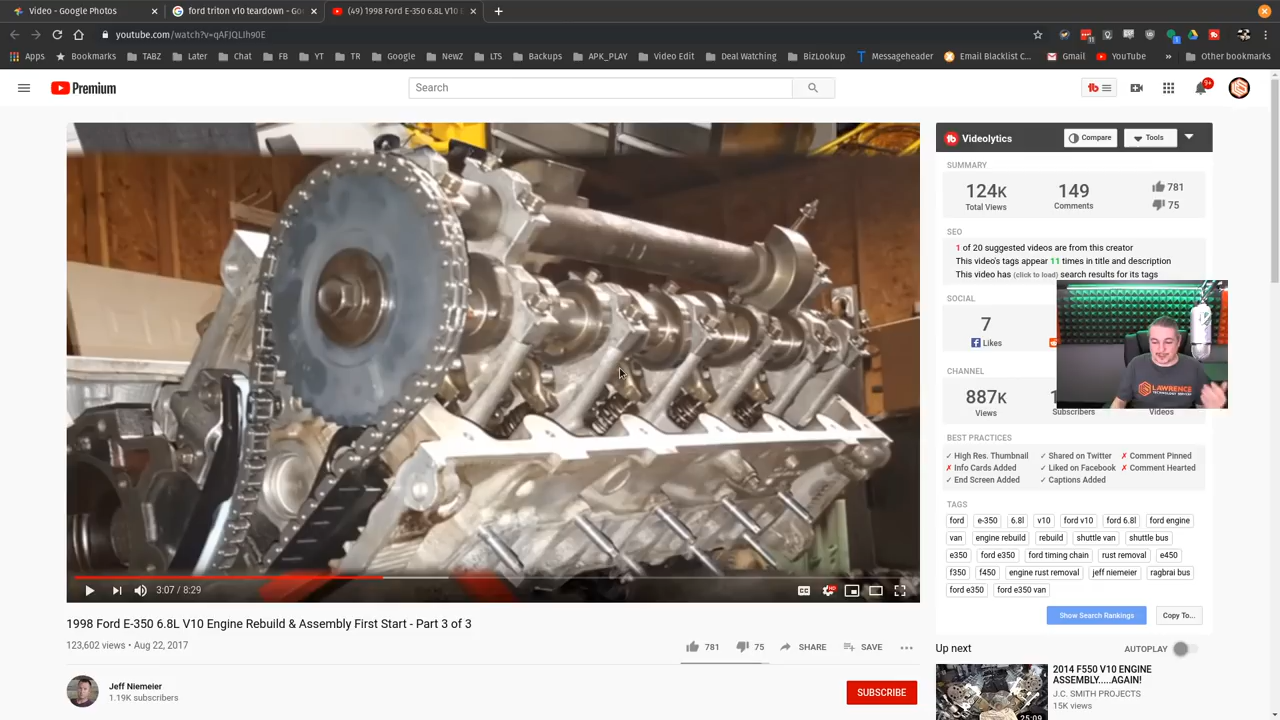 video - Google Photos
ford triton v10 teardown - Go
(49) 1998 Ford E-350 6.8L V10 E
youtube.com/watch?v=qAFJQLIh90E
Apps Bookmarks TABZ Later Chat FB YT TR Google NewZ LTS Backups APK_PLAY Video Edit Deal Watching BizLookup Messageheader Email Blacklist C... Gmail YouTube » Other bookmarks
Premium
Search
9+
Videolytics Compare Tools
SUMMARY
124K 149 781
Total Views Comments 75
SEO
1 of 20 suggested videos are from this creator
This video's tags appear 11 times in title and description
This video has (click to load) search results for its tags
SOCIAL
7
Likes
LAWRENCE
CHANNEL
887K
Views Subscribers Videos
BEST PRACTICES
✓ High Res. Thumbnail ✓ Shared on Twitter ✗ Comment Pinned
✗ Info Cards Added ✓ Liked on Facebook ✗ Comment Hearted
✓ End Screen Added ✓ Captions Added
TAGS
ford e-350 6.8l v10 ford v10 ford 6.8l ford engine
van engine rebuild rebuild shuttle van shuttle bus
e350 ford e350 ford timing chain rust removal e450
f350 f450 engine rust removal jeff niemeier ragbrai bus
ford e350 ford e350 van
Show Search Rankings Copy To...
3:07 / 8:29
1998 Ford E-350 6.8L V10 Engine Rebuild & Assembly First Start - Part 3 of 3
123,602 views • Aug 22, 2017
781 75 SHARE SAVE
Jeff Niemeier
1.19K subscribers
SUBSCRIBE
Up next AUTOPLAY
2014 F550 V10 ENGINE
ASSEMBLY.....AGAIN!
J.C. SMITH PROJECTS
15K views
25:09